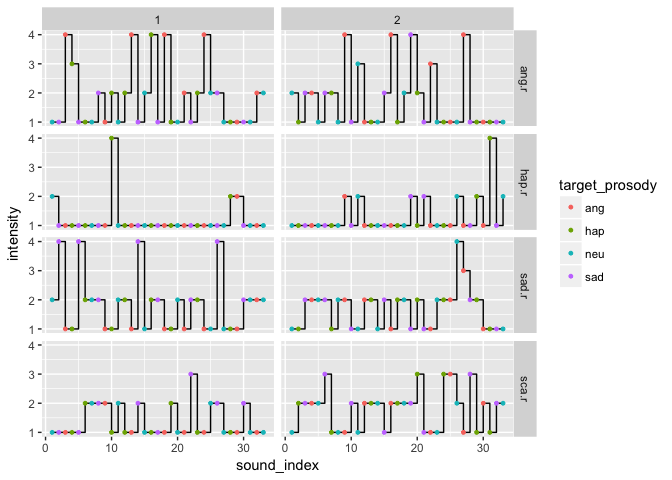 1 2
4
3
2
1
ang.r
4
3
2
1
hap.r
4
3
2
1
sad.r
4
3
2
1
sca.r
0 10 20 30 0 10 20 30
sound_index
intensity
target_prosody
ang
hap
neu
sad